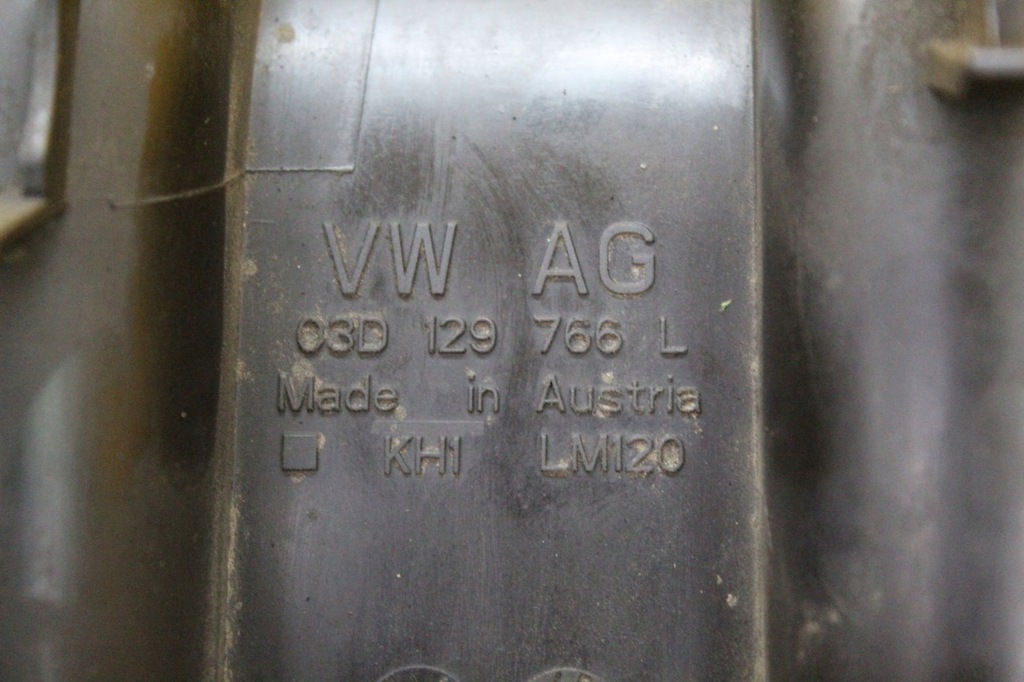 VW AG
03D 129 766 L
Made in Austria
KH1 LM120